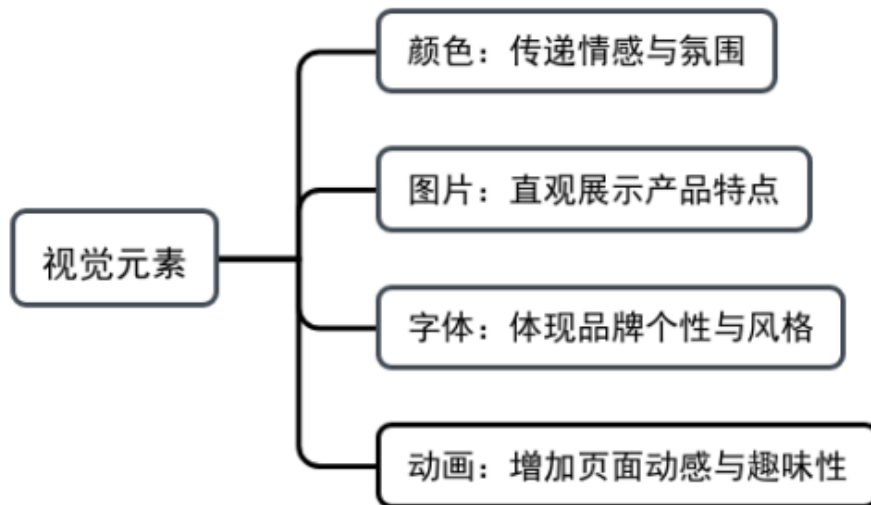 颜色：传递情感与氛围
图片：直观展示产品特点
视觉元素
字体：体现品牌个性与风格
动画：增加页面动感与趣味性